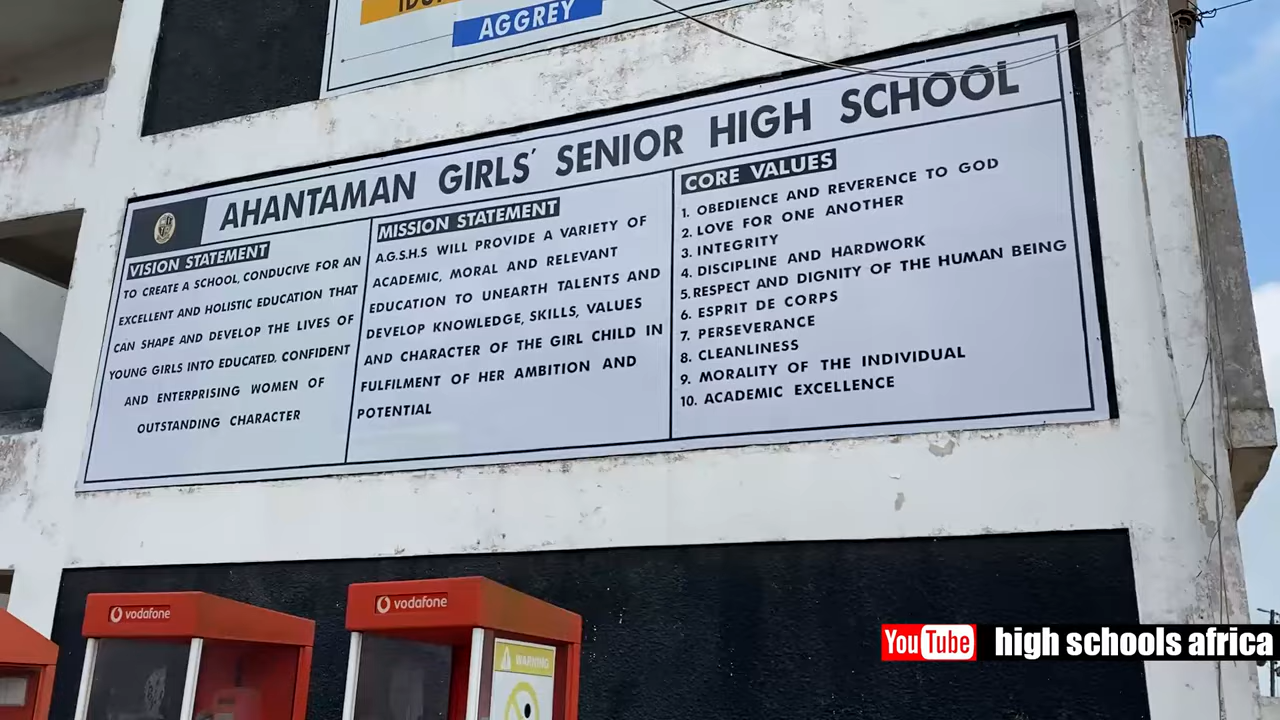 AGGREY
AHANTAMAN GIRLS' SENIOR HIGH SCHOOL
VISION STATEMENT
TO CREATE A SCHOOL, CONDUCIVE FOR AN
EXCELLENT AND HOLISTIC EDUCATION THAT
CAN SHAPE AND DEVELOP THE LIVES OF
YOUNG GIRLS INTO EDUCATED, CONFIDENT
AND ENTERPRISING WOMEN OF
OUTSTANDING CHARACTER
MISSION STATEMENT
A.G.S.H.S WILL PROVIDE A VARIETY OF
ACADEMIC, MORAL AND RELEVANT
EDUCATION TO UNEARTH TALENTS AND
DEVELOP KNOWLEDGE, SKILLS, VALUES
AND CHARACTER OF THE GIRL CHILD IN
FULFILMENT OF HER AMBITION AND
POTENTIAL
CORE VALUES
1. OBEDIENCE AND REVERENCE TO GOD
2. LOVE FOR ONE ANOTHER
3. INTEGRITY
4. DISCIPLINE AND HARDWORK
5. RESPECT AND DIGNITY OF THE HUMAN BEING
6. ESPRIT DE CORPS
7. PERSEVERANCE
8. CLEANLINESS
9. MORALITY OF THE INDIVIDUAL
10. ACADEMIC EXCELLENCE
vodafone
vodafone
WARNING
YouTube high schools africa